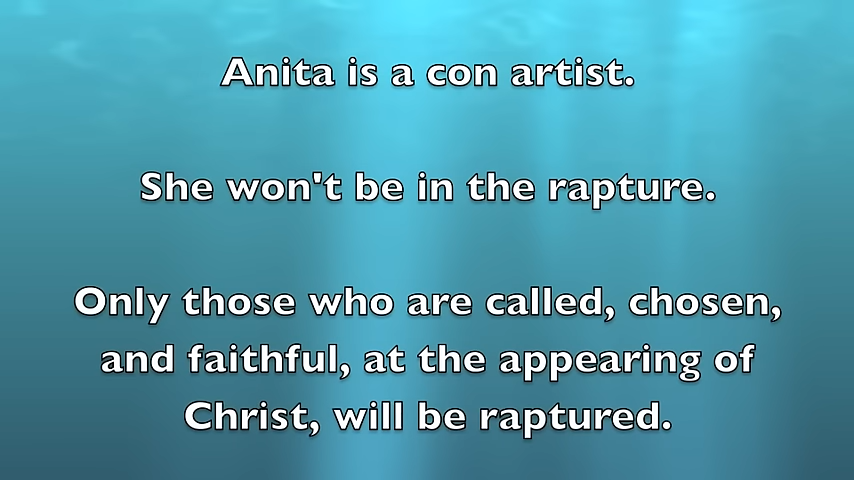 Anita is a con artist.
She won't be in the rapture.
Only those who are called, chosen,
and faithful, at the appearing of
Christ, will be raptured.